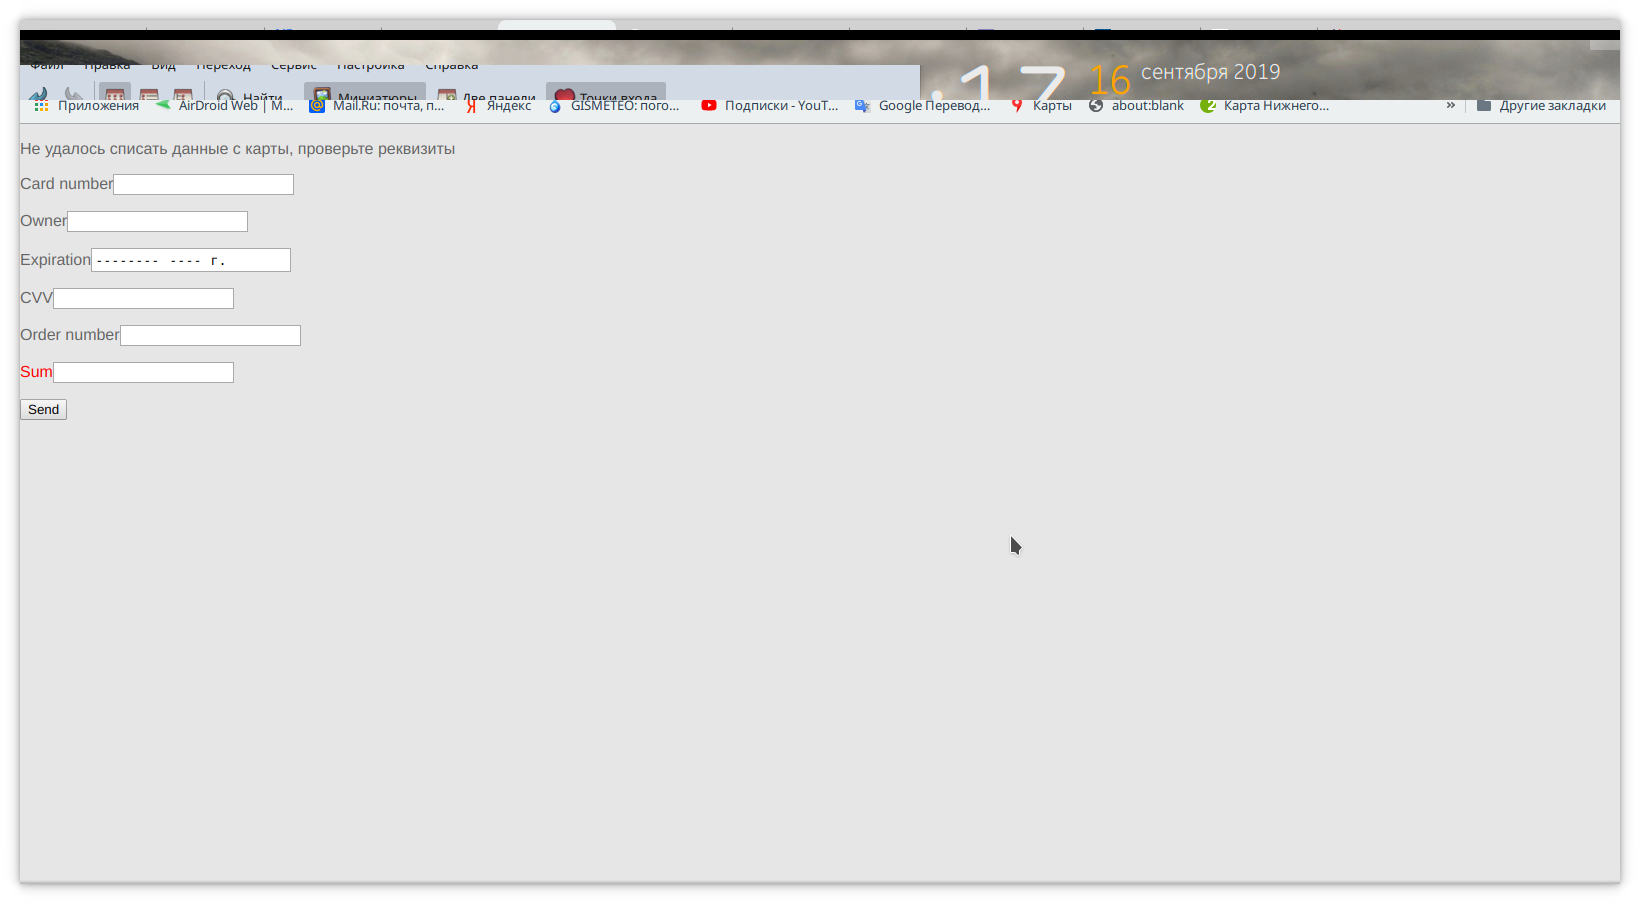 Файл Правка Вид Переход Сервис Настройка Справка
16 сентября 2019
:17
Найти Миниатюры Две панели Точки входа
Приложения AirDroid Web | М... Mail.Ru: почта, п... Яндекс GISMETEO: пого... Подписки - YouT... Google Перевод... Карты about:blank Карта Нижнего... » Другие закладки
Не удалось списать данные с карты, проверьте реквизиты
Card number
Owner
Expiration -------- ---- г.
CVV
Order number
Sum
Send